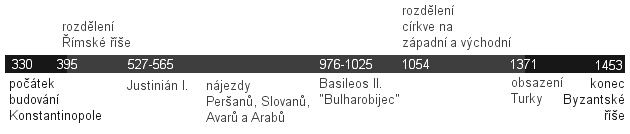 rozdělení
Římské říše
rozdělení
církve na
západní a východní
330
395
527-565
976-1025
1054
1371
1453
počátek
budování
Konstantinopole
Justinián I.
nájezdy
Peršanů, Slovanů,
Avarů a Arabů
Basileos II.
"Bulharobijec"
obsazení
Turky
konec
Byzantské
říše